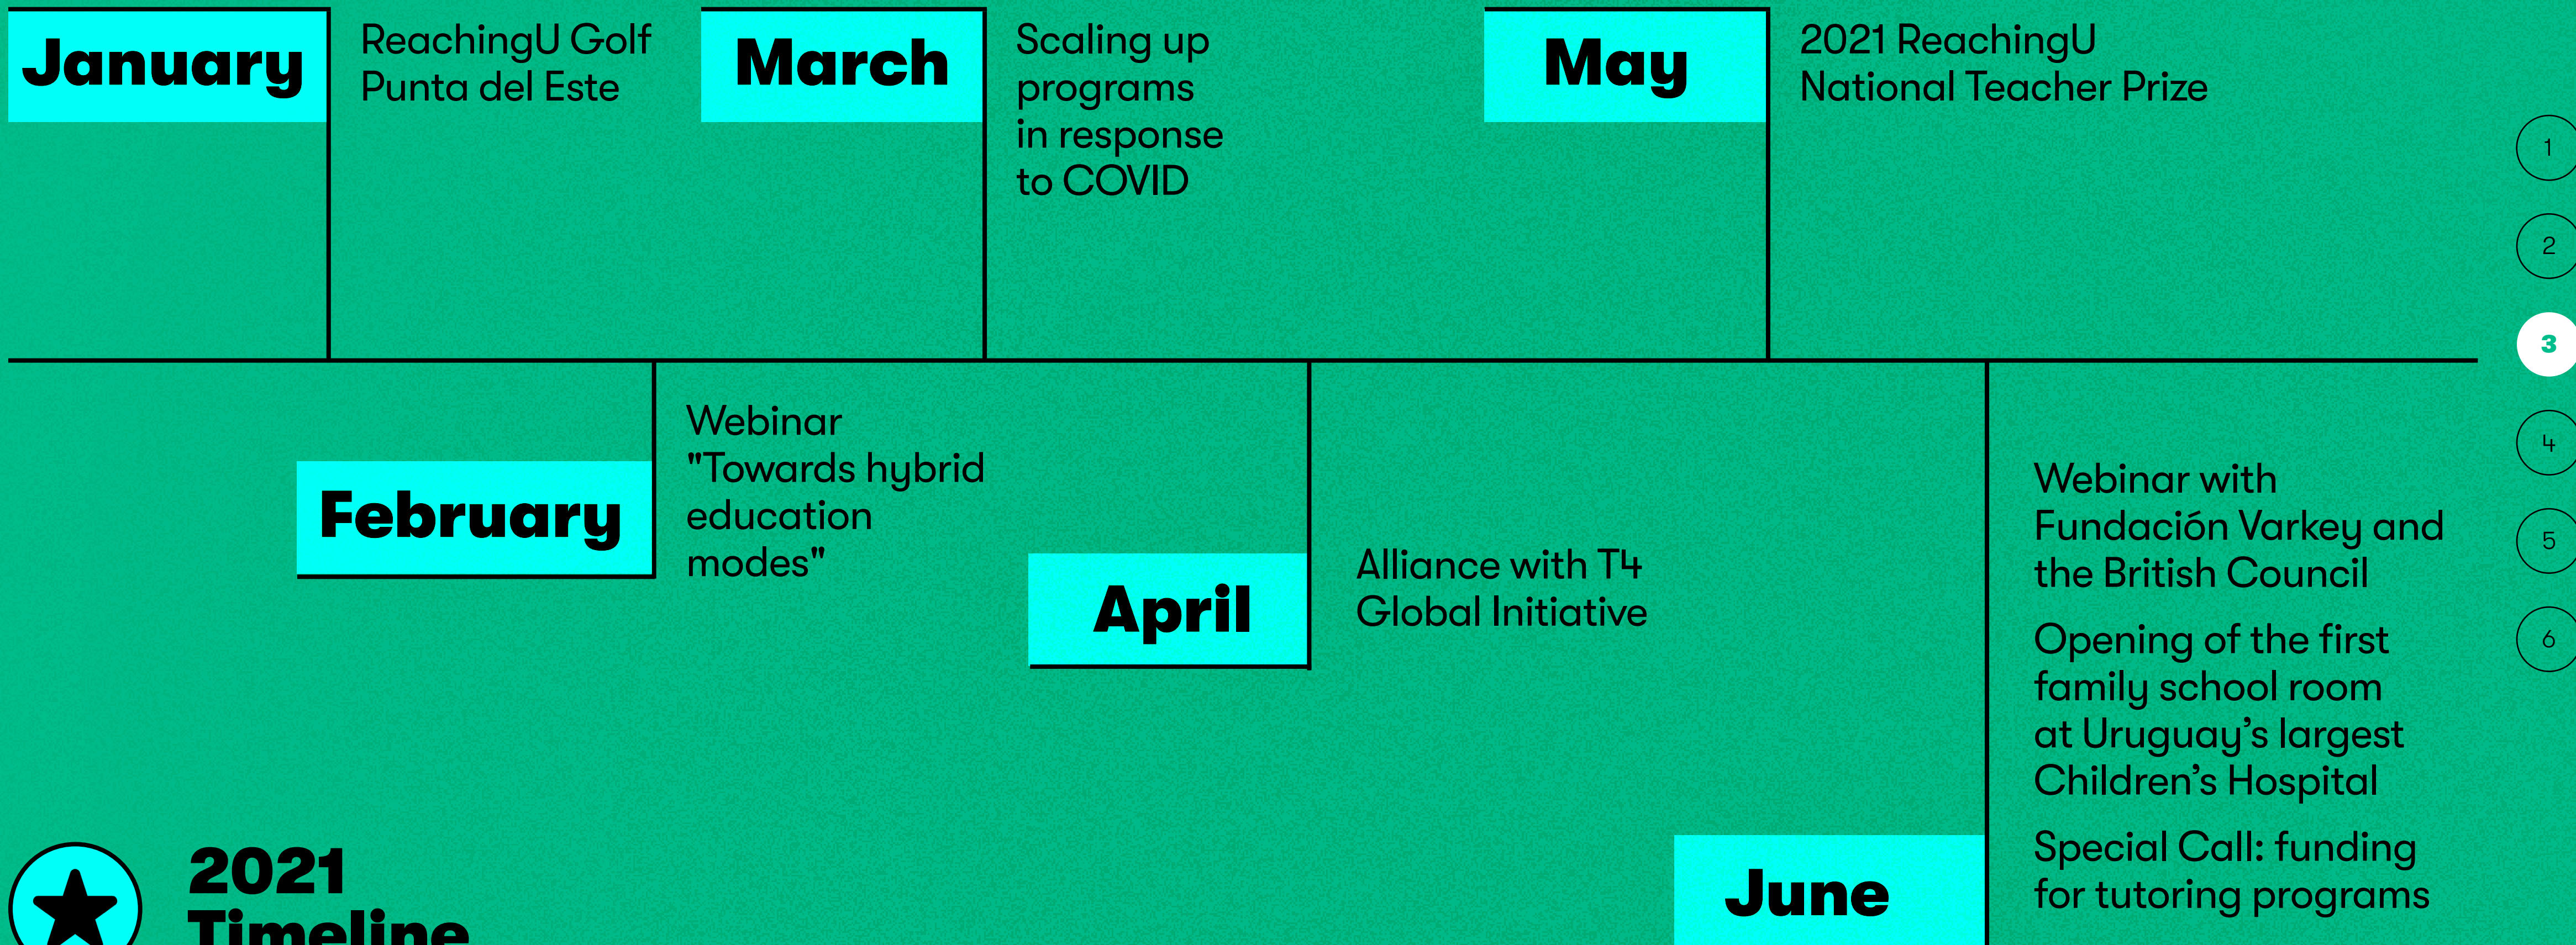 January
ReachingU Golf
Punta del Este
March
Scaling up
programs
in response
to COVID
May
2021 ReachingU
National Teacher Prize
February
Webinar
"Towards hybrid
education
modes"
April
Alliance with T4
Global Initiative
June
Webinar with
Fundación Varkey and
the British Council
Opening of the first
family school room
at Uruguay’s largest
Children’s Hospital
Special Call: funding
for tutoring programs
2021
Timeline
1
2
3
4
5
6